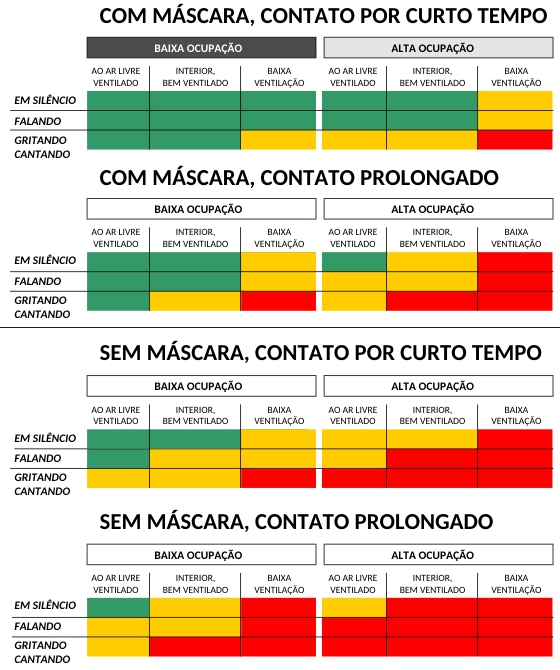 COM MÁSCARA, CONTATO POR CURTO TEMPO
BAIXA OCUPAÇÃO ALTA OCUPAÇÃO
AO AR LIVRE INTERIOR, BAIXA AO AR LIVRE INTERIOR, BAIXA
VENTILADO BEM VENTILADO VENTILAÇÃO VENTILADO BEM VENTILADO VENTILAÇÃO
EM SILÊNCIO
FALANDO
GRITANDO
CANTANDO
COM MÁSCARA, CONTATO PROLONGADO
BAIXA OCUPAÇÃO ALTA OCUPAÇÃO
AO AR LIVRE INTERIOR, BAIXA AO AR LIVRE INTERIOR, BAIXA
VENTILADO BEM VENTILADO VENTILAÇÃO VENTILADO BEM VENTILADO VENTILAÇÃO
EM SILÊNCIO
FALANDO
GRITANDO
CANTANDO
SEM MÁSCARA, CONTATO POR CURTO TEMPO
BAIXA OCUPAÇÃO ALTA OCUPAÇÃO
AO AR LIVRE INTERIOR, BAIXA AO AR LIVRE INTERIOR, BAIXA
VENTILADO BEM VENTILADO VENTILAÇÃO VENTILADO BEM VENTILADO VENTILAÇÃO
EM SILÊNCIO
FALANDO
GRITANDO
CANTANDO
SEM MÁSCARA, CONTATO PROLONGADO
BAIXA OCUPAÇÃO ALTA OCUPAÇÃO
AO AR LIVRE INTERIOR, BAIXA AO AR LIVRE INTERIOR, BAIXA
VENTILADO BEM VENTILADO VENTILAÇÃO VENTILADO BEM VENTILADO VENTILAÇÃO
EM SILÊNCIO
FALANDO
GRITANDO
CANTANDO